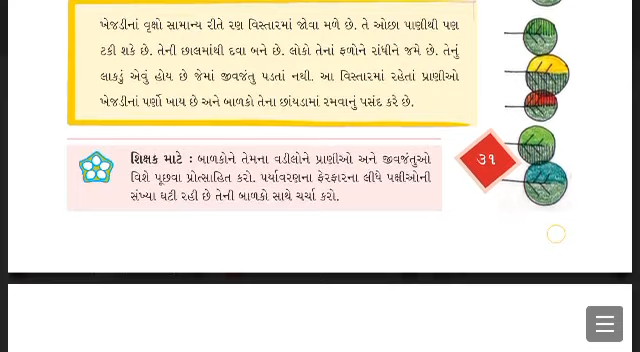 ખેજડીનાં વૃક્ષો સામાન્ય રીતે રણ વિસ્તારમાં જોવા મળે છે. તે ઓછા પાણીથી પણ
ટકી શકે છે. તેની છાલમાંથી દવા બને છે. લોકો તેનાં ફળોને રાંધીને જમે છે. તેનું
લાકડું એવું હોય છે જેમાં જીવજંતુ પડતાં નથી. આ વિસ્તારમાં રહેતાં પ્રાણીઓ
ખેજડીનાં પર્ણો ખાય છે અને બાળકો તેના છાંયડામાં રમવાનું પસંદ કરે છે.
શિક્ષક માટે : બાળકોને તેમના વડીલોને પ્રાણીઓ અને જીવજંતુઓ
વિશે પૂછવા પ્રોત્સાહિત કરો. પર્યાવરણના ફેરફારના લીધે પક્ષીઓની
સંખ્યા ઘટી રહી છે તેની બાળકો સાથે ચર્ચા કરો.
૩૧